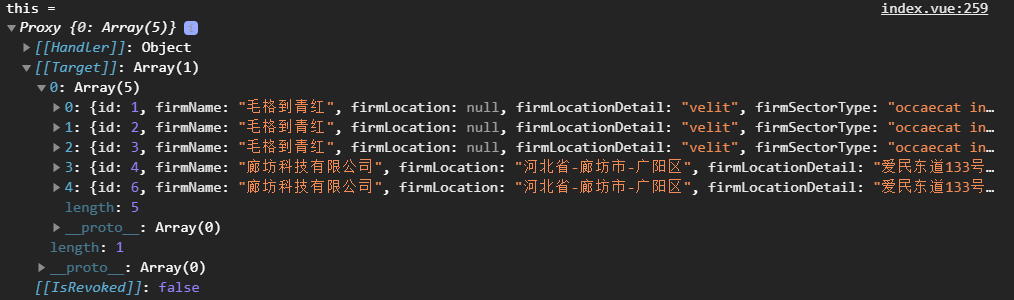 this =
index.vue:259
▼Proxy {0: Array(5)} i
▶[[Handler]]: Object
▼[[Target]]: Array(1)
▼0: Array(5)
▶0: {id: 1, firmName: "毛格到青红", firmLocation: null, firmLocationDetail: "velit", firmSectorType: "occaecat in…
▶1: {id: 2, firmName: "毛格到青红", firmLocation: null, firmLocationDetail: "velit", firmSectorType: "occaecat in…
▶2: {id: 3, firmName: "毛格到青红", firmLocation: null, firmLocationDetail: "velit", firmSectorType: "occaecat in…
▶3: {id: 4, firmName: "廊坊科技有限公司", firmLocation: "河北省-廊坊市-广阳区", firmLocationDetail: "爱民东道133号…
▶4: {id: 6, firmName: "廊坊科技有限公司", firmLocation: "河北省-廊坊市-广阳区", firmLocationDetail: "爱民东道133号…
length: 5
▶__proto__: Array(0)
length: 1
▶__proto__: Array(0)
[[IsRevoked]]: false